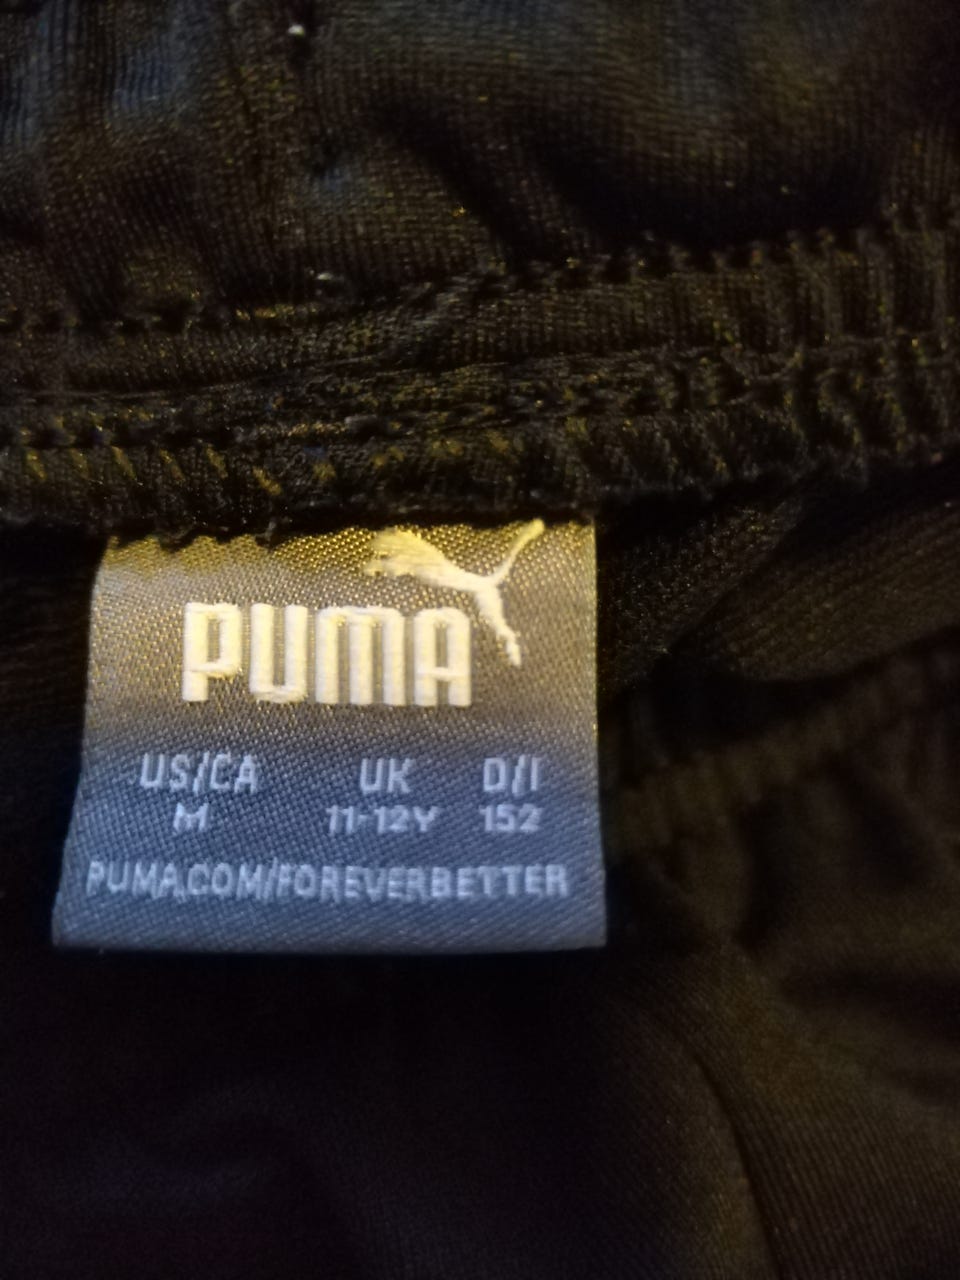 PUMA
US/CA UK D/I
M 11-12Y 152
PUMA.COM/FOREVERBETTER